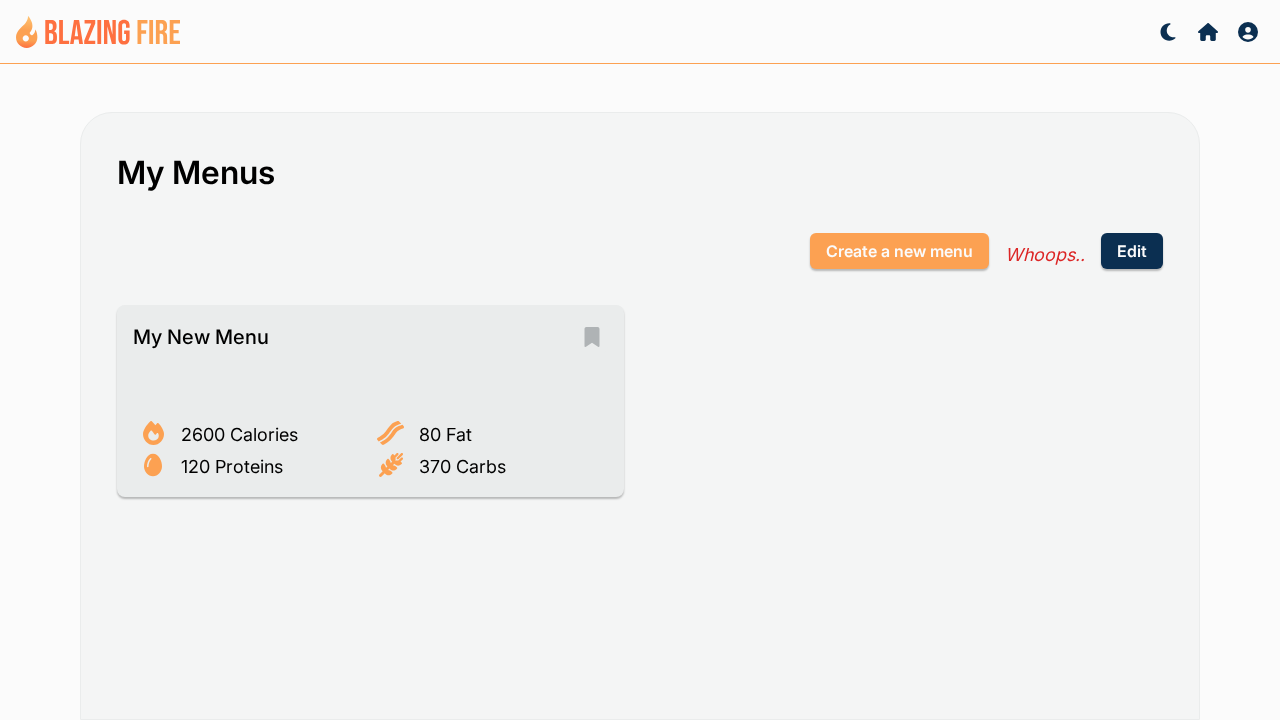 BLAZING FIRE
My Menus
Create a new menu
Whoops..
Edit
My New Menu
2600 Calories
80 Fat
120 Proteins
370 Carbs